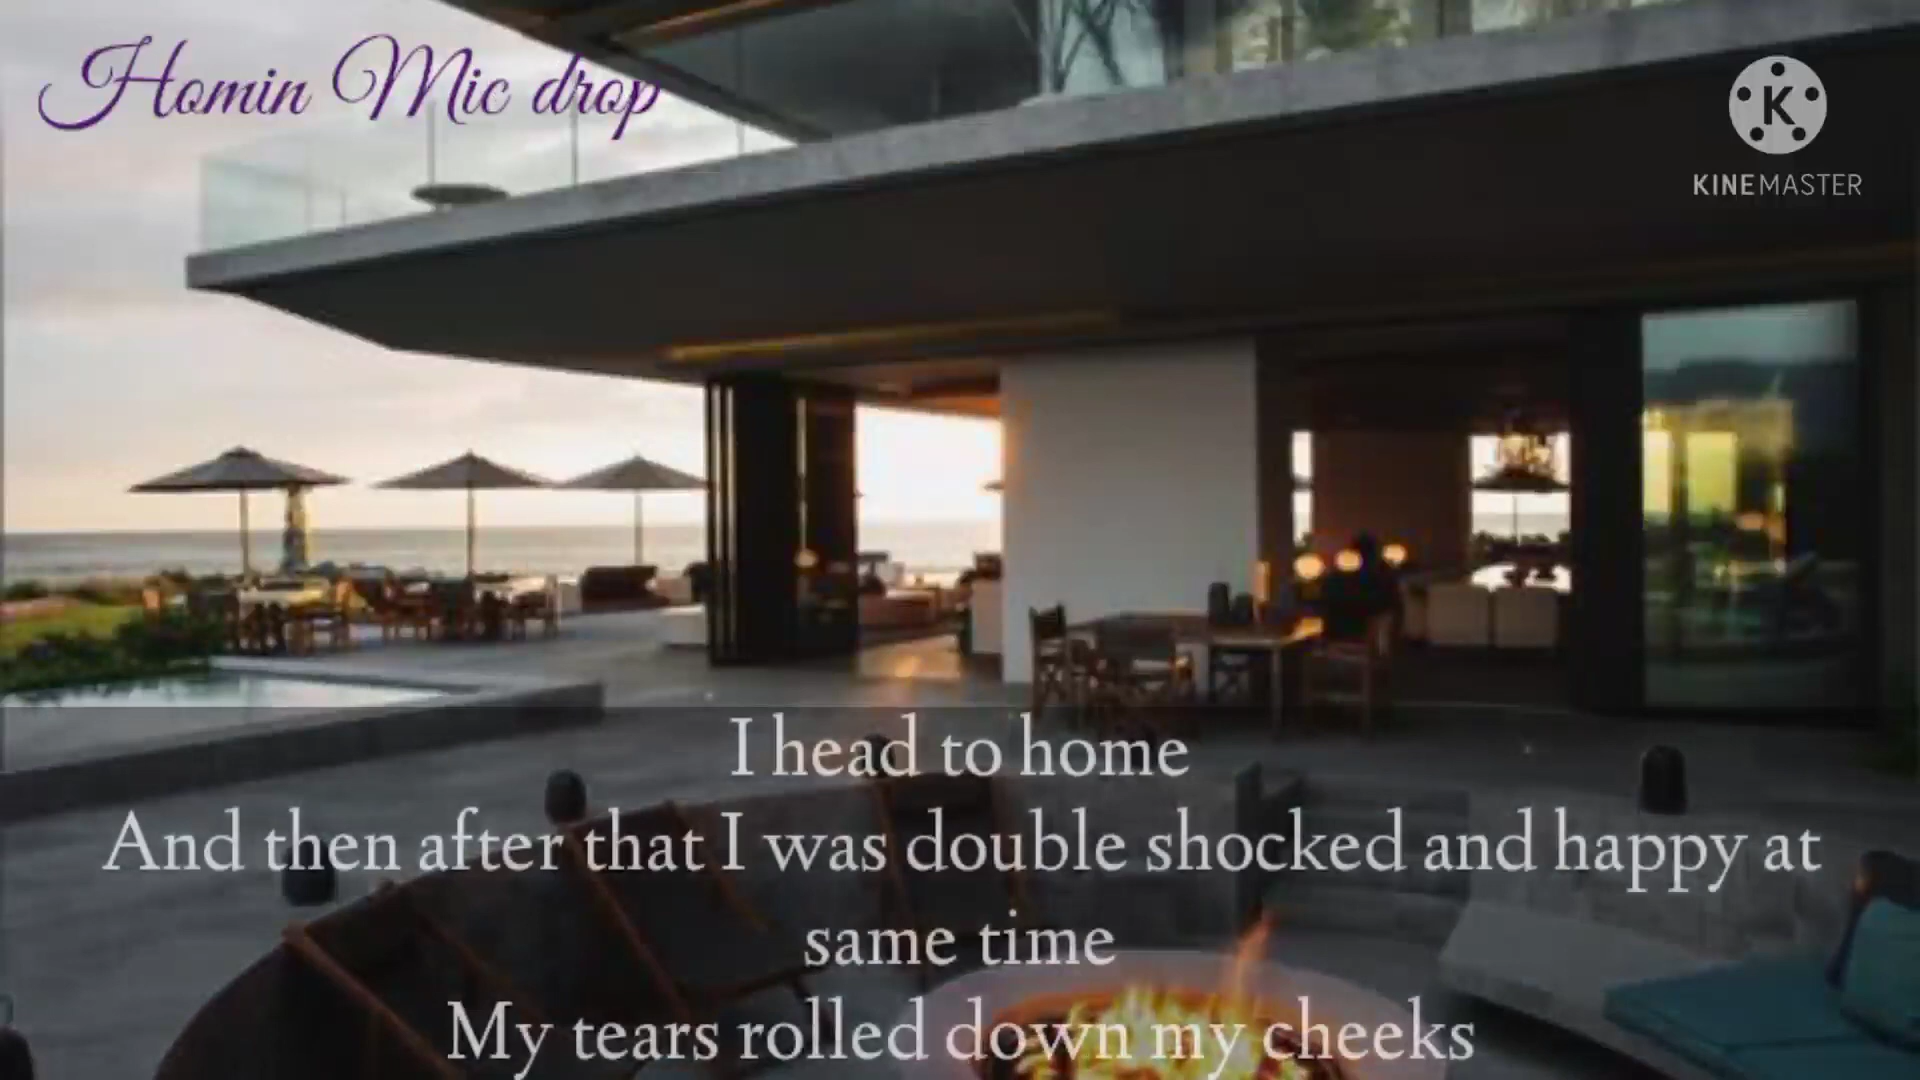 Homin Mic drop
K
KINEMASTER
I head to home
And then after that I was double shocked and happy at
same time
My tears rolled down my cheeks